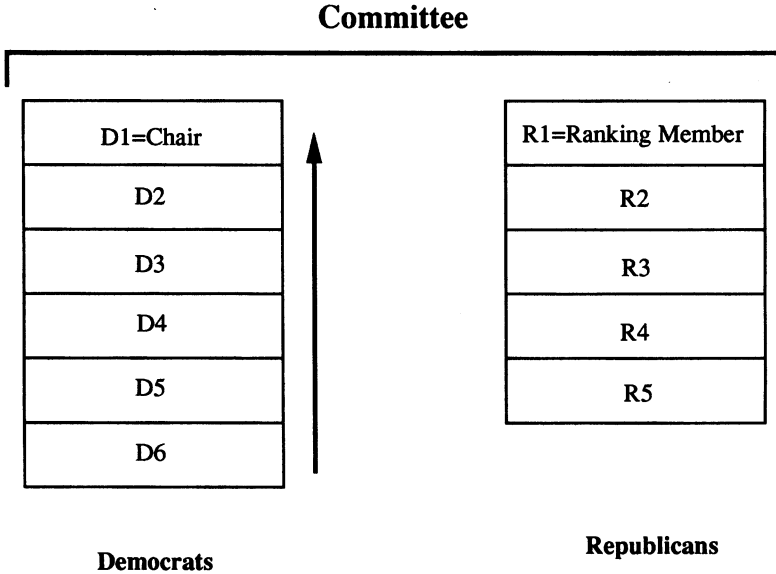 Committee
D1=Chair
D2
D3
D4
D5
D6
Democrats
R1=Ranking Member
R2
R3
R4
R5
Republicans